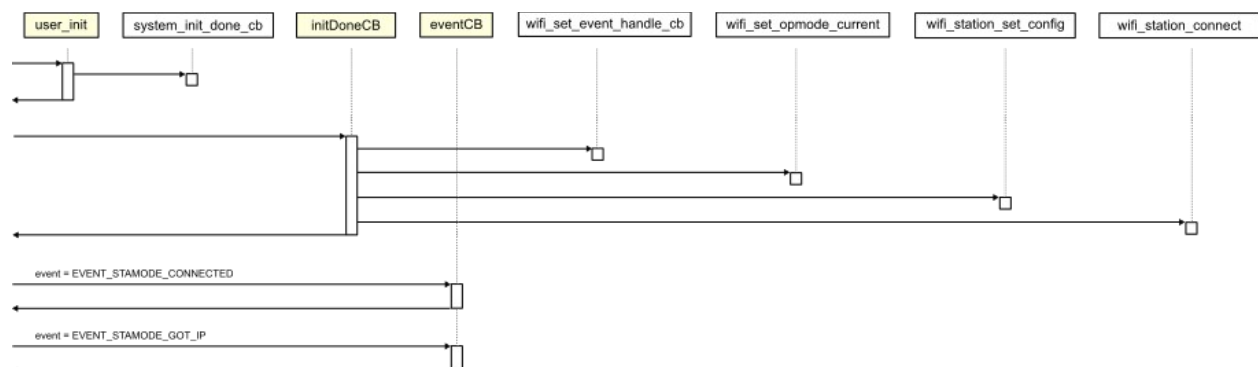 user_init
system_init_done_cb
initDoneCB
eventCB
wifi_set_event_handle_cb
wifi_set_opmode_current
wifi_station_set_config
wifi_station_connect
event = EVENT_STAMODE_CONNECTED
event = EVENT_STAMODE_GOT_IP